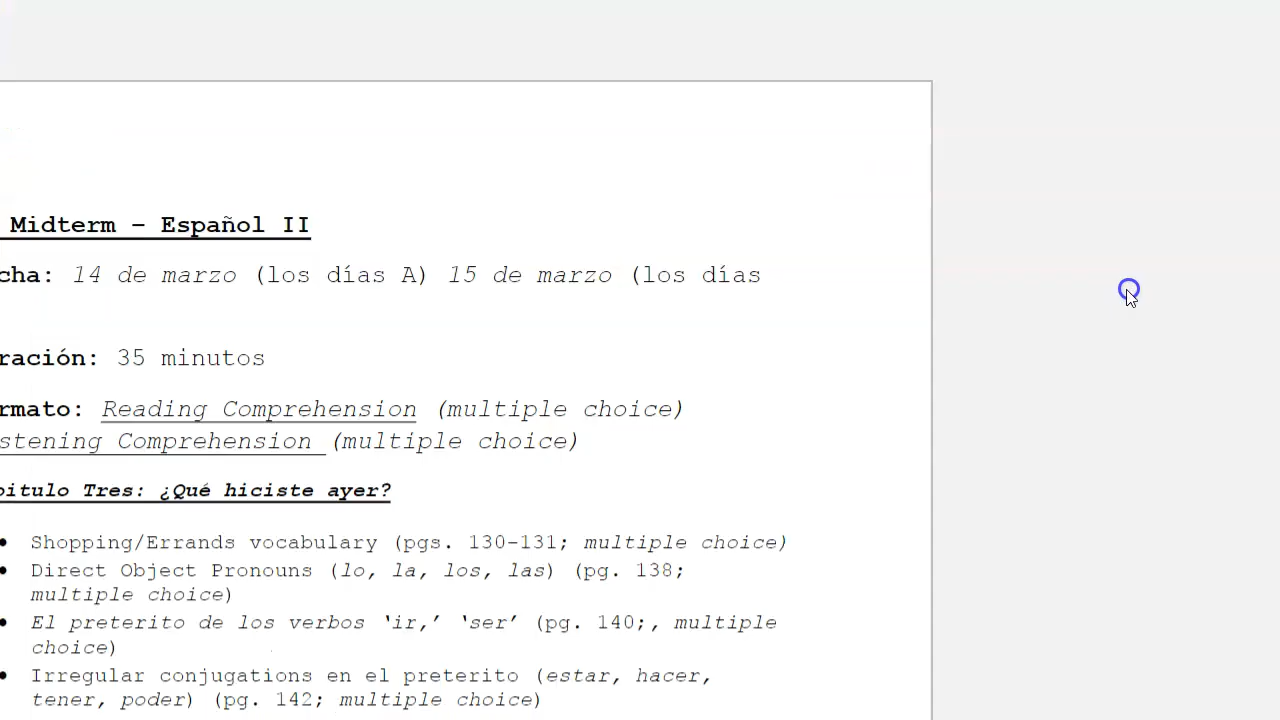 Midterm – Español II
cha: 14 de marzo (los días A) 15 de marzo (los días
ración: 35 minutos
rmato: Reading Comprehension (multiple choice)
stening Comprehension (multiple choice)
pitulo Tres: ¿Qué hiciste ayer?
• Shopping/Errands vocabulary (pgs. 130-131; multiple choice)
• Direct Object Pronouns (lo, la, los, las) (pg. 138;
multiple choice)
• El preterito de los verbos ‘ir,’ ‘ser’ (pg. 140;, multiple
choice)
• Irregular conjugations en el preterito (estar, hacer,
tener, poder) (pg. 142; multiple choice)